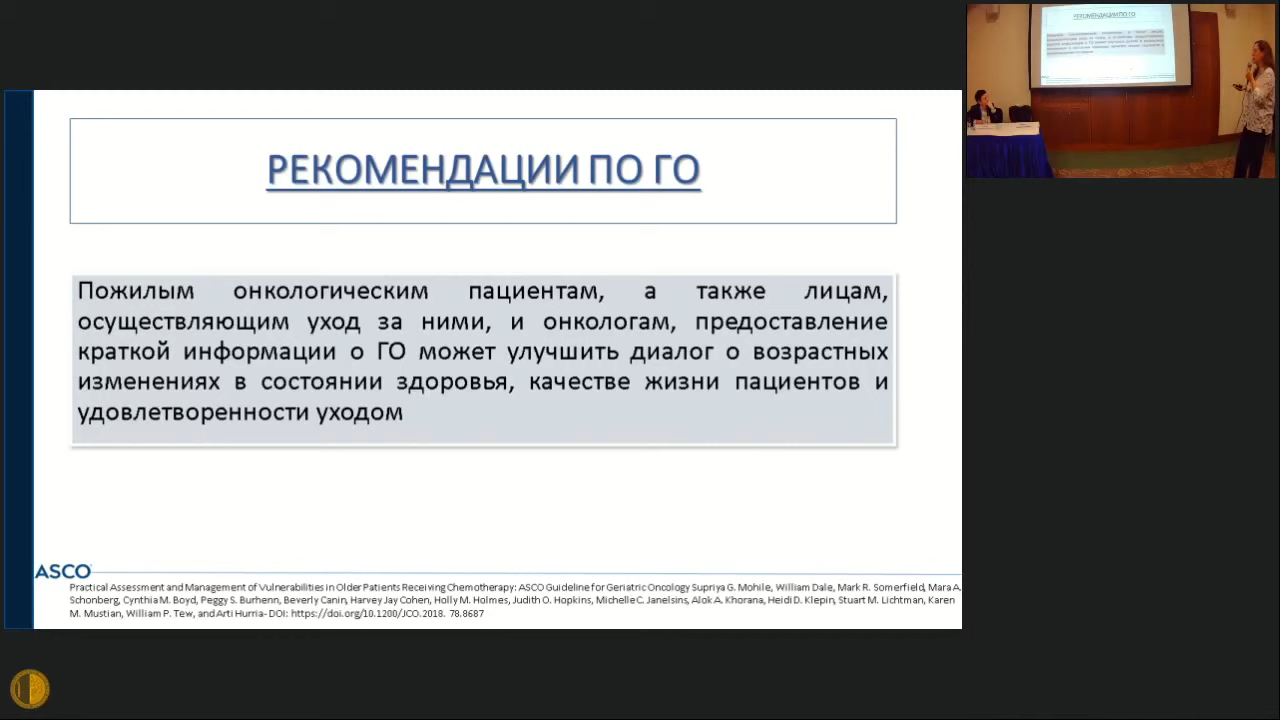 РЕКОМЕНДАЦИИ ПО ГО
Пожилым онкологическим пациентам, а также лицам,
осуществляющим уход за ними, и онкологам, предоставление
краткой информации о ГО может улучшить диалог о возрастных
изменениях в состоянии здоровья, качестве жизни пациентов и
удовлетворенности уходом
ASCO
Practical Assessment and Management of Vulnerabilities in Older Patients Receiving Chemotherapy: ASCO Guideline for Geriatric Oncology Supriya G. Mohile, William Dale, Mark R. Somerfield, Mara A.
Schonberg, Cynthia M. Boyd, Peggy S. Burhenn, Beverly Canin, Harvey Jay Cohen, Holly M. Holmes, Judith O. Hopkins, Michelle C. Janelsins, Alok A. Khorana, Heidi D. Klepin, Stuart M. Lichtman, Karen
M. Mustian, William P. Tew, and Arti Hurria- DOI: https://doi.org/10.1200/JCO.2018. 78.8687
РЕКОМЕНДАЦИИ ПО ГО